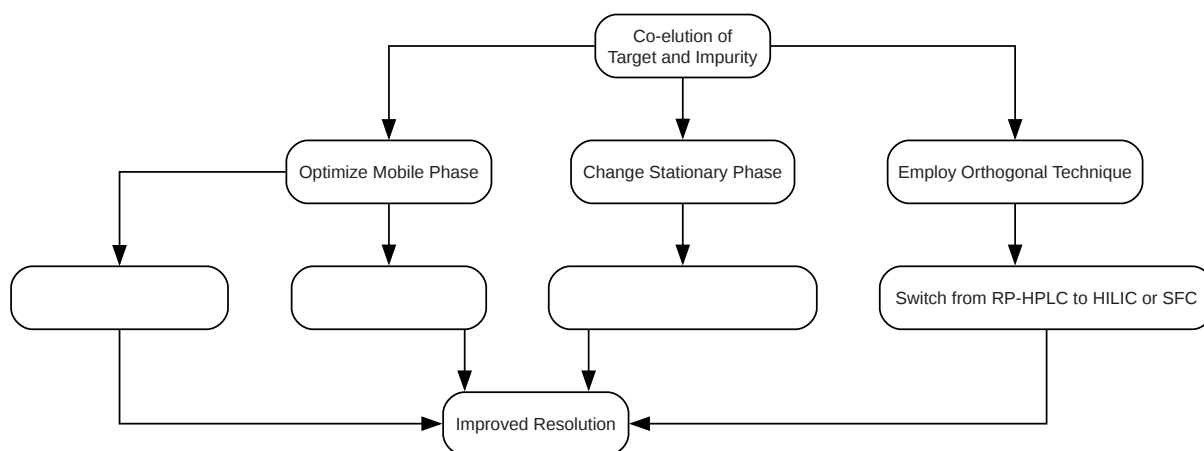 Co-elution of
Target and Impurity
Optimize Mobile Phase
Change Stationary Phase
Employ Orthogonal Technique
Switch from RP-HPLC to HILIC or SFC
Improved Resolution